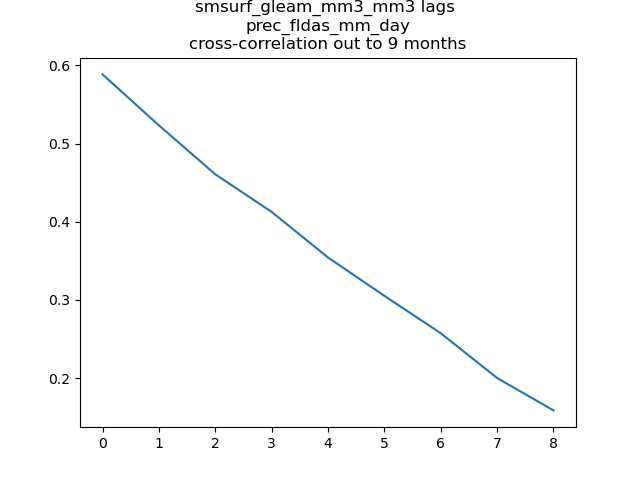 smsurf_gleam_mm3_mm3 lags
prec_fldas_mm_day
cross-correlation out to 9 months
0.6
0.5
0.4
0.3
0.2
0 1 2 3 4 5 6 7 8